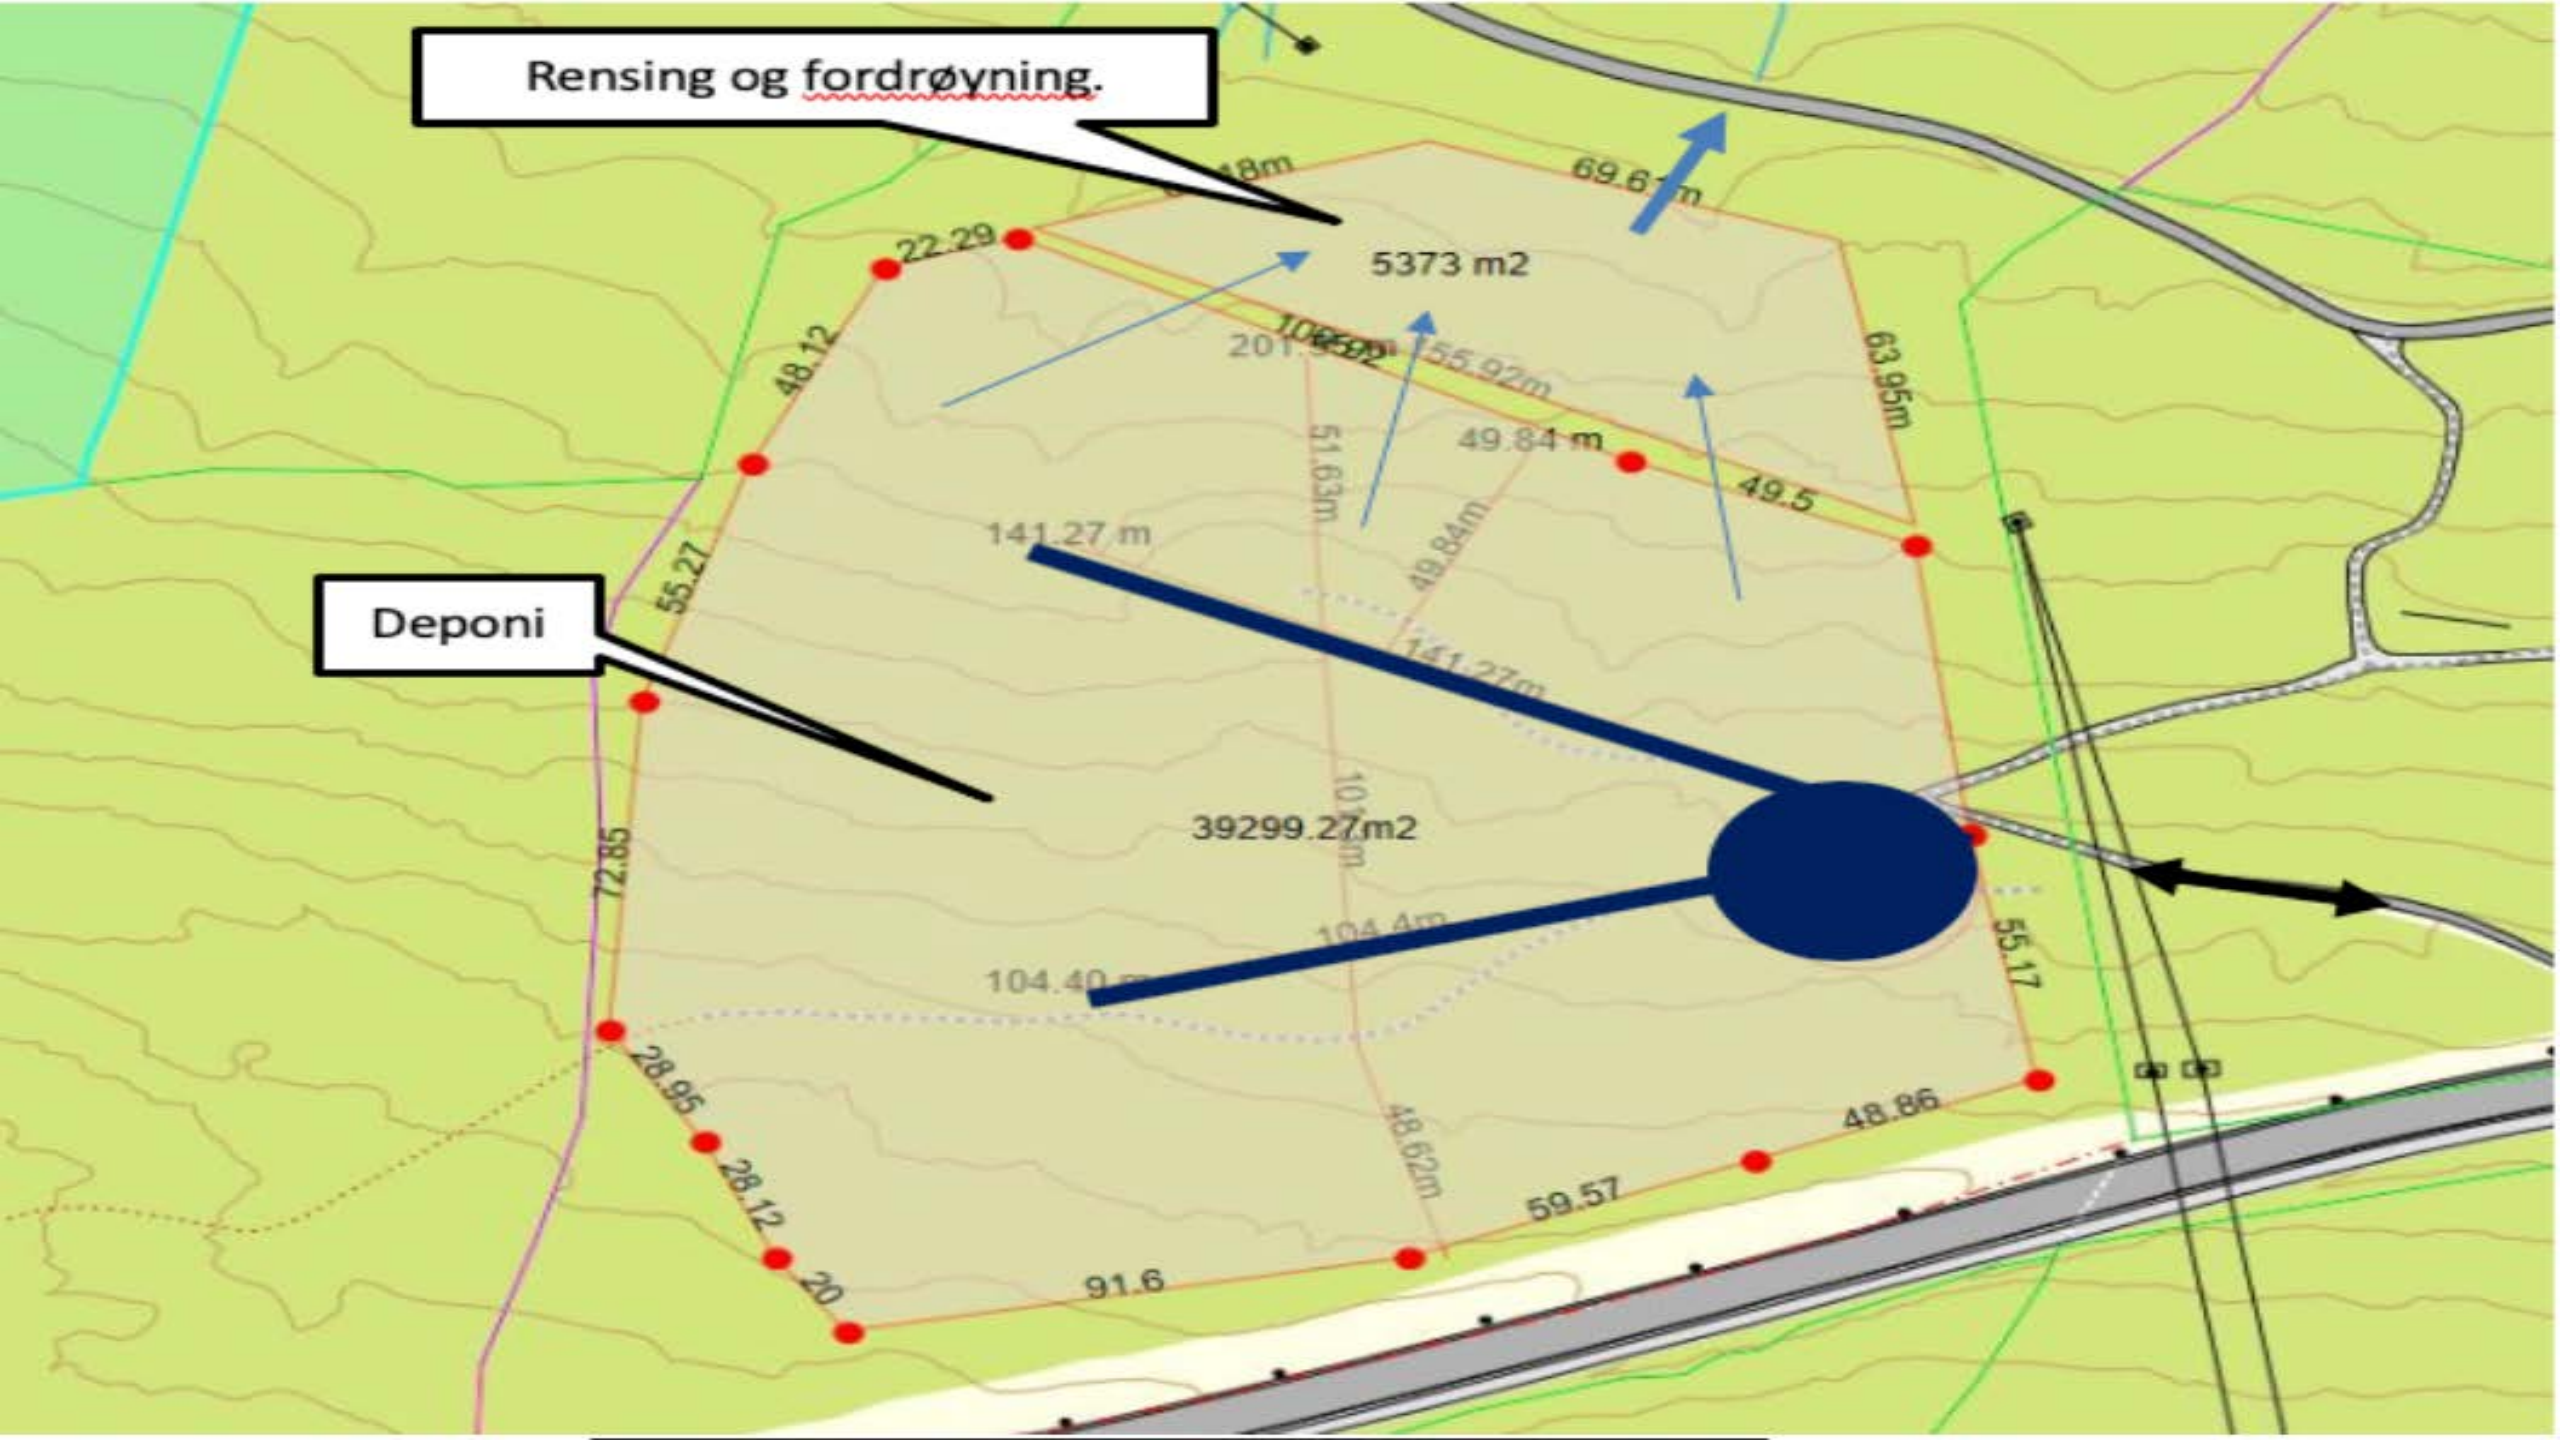 Rensing og fordrøyning.
69.61m
22.29
5373 m2
48.12
55.92m
63.95m
49.84 m
51.63m
49.5
141.27 m
49.84m
55.27
Deponi
141.27m
39299.27m2
72.85
104.4m
55.17
104.40 m
28.95
48.86
48.62m
28.12
59.57
91.6
20